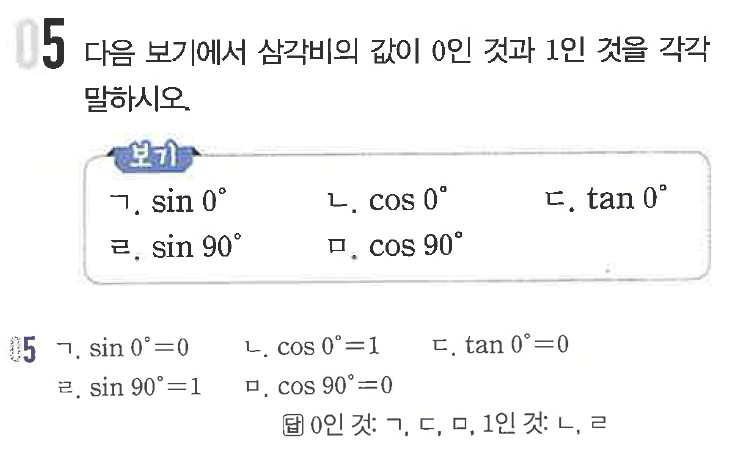 05 다음 보기에서 삼각비의 값이 0인 것과 1인 것을 각각
말하시오.
보기
ㄱ. sin 0° ㄴ. cos 0° ㄷ. tan 0°
ㄹ. sin 90° ㅁ. cos 90°
05 ㄱ. sin 0°=0 ㄴ. cos 0°=1 ㄷ. tan 0°=0
ㄹ. sin 90°=1 ㅁ. cos 90°=0
답 0인 것: ㄱ, ㄷ, ㅁ, 1인 것: ㄴ, ㄹ